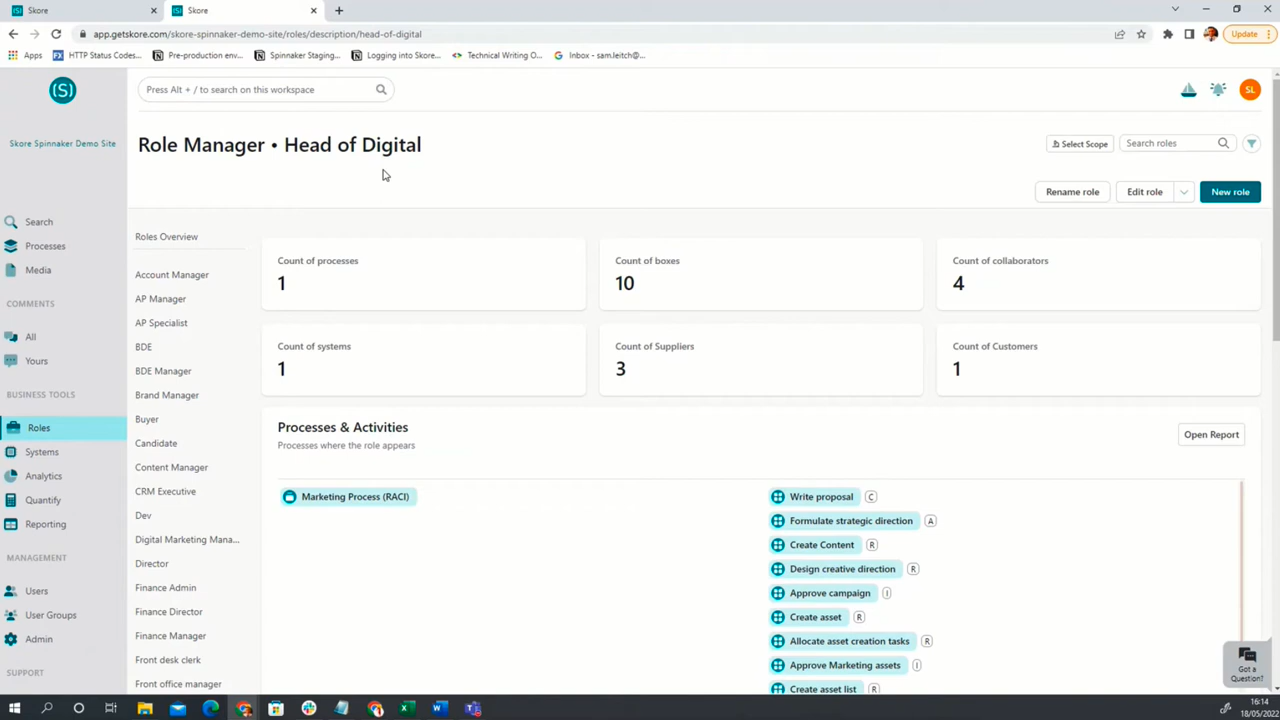 Skore
Skore
app.getskore.com/skore-spinnaker-demo-site/roles/description/head-of-digital
Update
Apps
HTTP Status Codes...
Pre-production env...
Spinnaker Staging...
Logging into Skore...
Technical Writing O...
Inbox - sam.leitch@...
(S)
Press Alt + / to search on this workspace
SL
Skore Spinnaker Demo Site
Role Manager • Head of Digital
Select Scope
Search roles
Rename role
Edit role
New role
Search
Processes
Media
COMMENTS
All
Yours
BUSINESS TOOLS
Roles
Systems
Analytics
Quantify
Reporting
MANAGEMENT
Users
User Groups
Admin
SUPPORT
Roles Overview
Account Manager
AP Manager
AP Specialist
BDE
BDE Manager
Brand Manager
Buyer
Candidate
Content Manager
CRM Executive
Dev
Digital Marketing Mana...
Director
Finance Admin
Finance Director
Finance Manager
Front desk clerk
Front office manager
Count of processes
1
Count of boxes
10
Count of collaborators
4
Count of systems
1
Count of Suppliers
3
Count of Customers
1
Processes & Activities
Processes where the role appears
Open Report
Marketing Process (RACI)
Write proposal C
Formulate strategic direction A
Create Content R
Design creative direction R
Approve campaign I
Create asset R
Allocate asset creation tasks R
Approve Marketing assets I
Create asset list R
Got a
Question?
16:14
18/05/2022